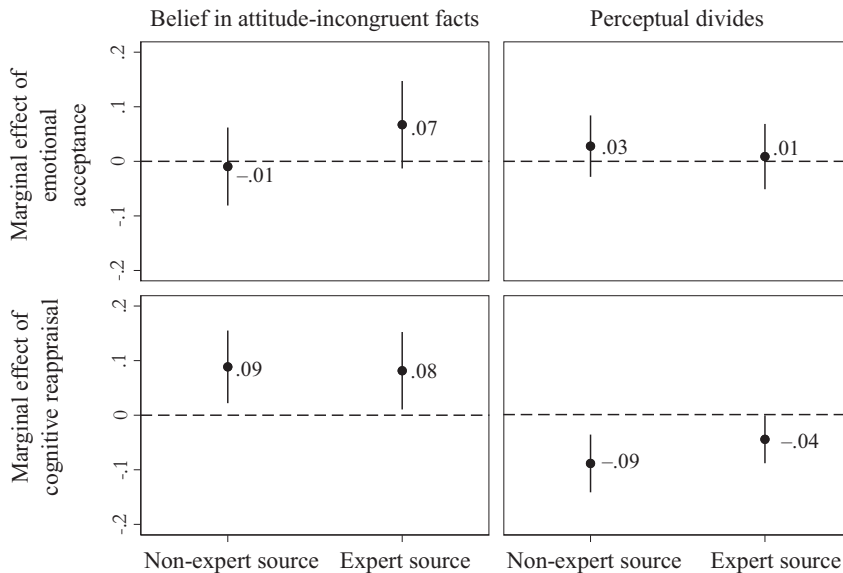 Belief in attitude-incongruent facts
Perceptual divides
Marginal effect of
emotional
acceptance
.2
.1
0
-.1
-.2
–.01
.07
.03
.01
Marginal effect of
cognitive reappraisal
.2
.1
0
-.1
-.2
.09
.08
–.09
–.04
Non-expert source
Expert source
Non-expert source
Expert source